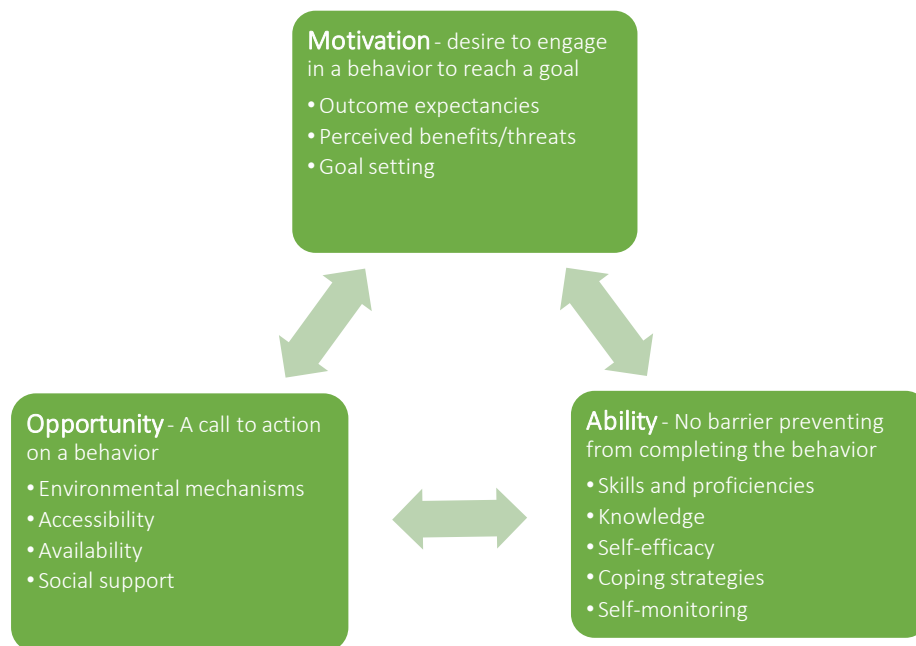 Motivation - desire to engage
in a behavior to reach a goal
• Outcome expectancies
• Perceived benefits/threats
• Goal setting
Opportunity - A call to action
on a behavior
• Environmental mechanisms
• Accessibility
• Availability
• Social support
Ability - No barrier preventing
from completing the behavior
• Skills and proficiencies
• Knowledge
• Self-efficacy
• Coping strategies
• Self-monitoring